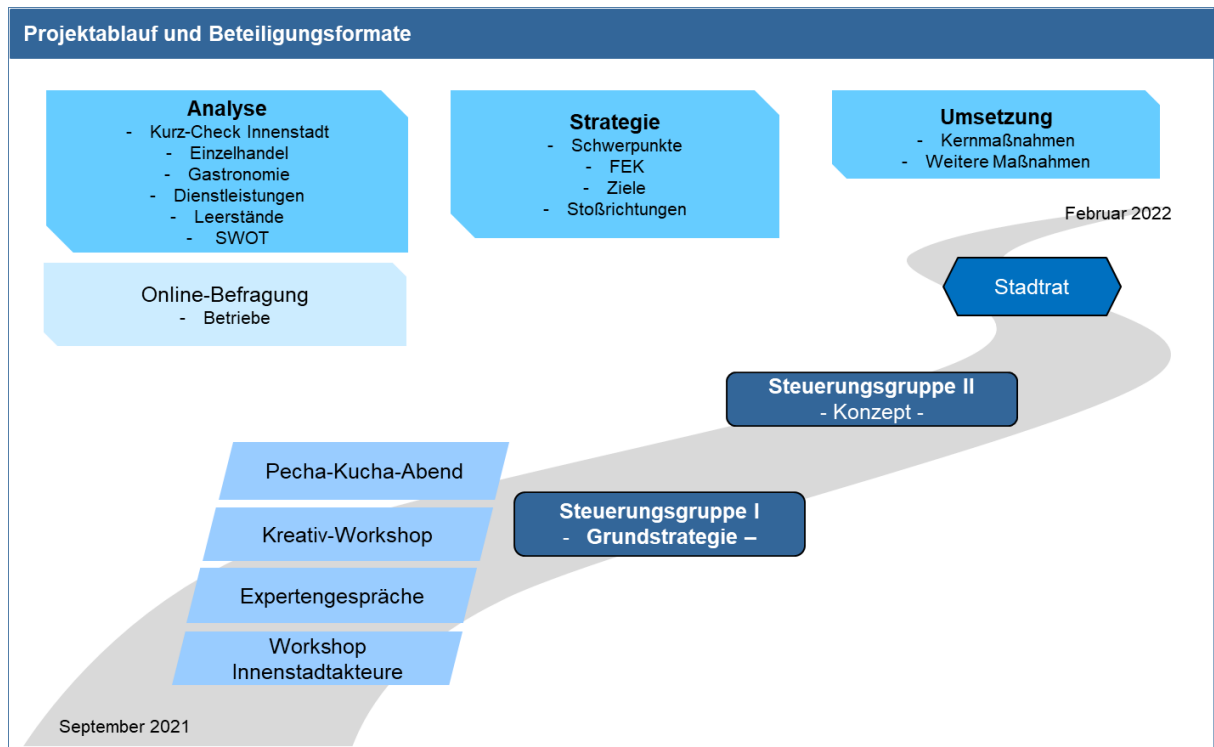 Projektablauf und Beteiligungsformate
Analyse
- Kurz-Check Innenstadt
- Einzelhandel
- Gastronomie
- Dienstleistungen
- Leerstände
- SWOT
Online-Befragung
- Betriebe
Strategie
- Schwerpunkte
- FEK
- Ziele
- Stoßrichtungen
Umsetzung
- Kernmaßnahmen
- Weitere Maßnahmen
Februar 2022
Stadtrat
Steuerungsgruppe II
- Konzept -
Pecha-Kucha-Abend
Steuerungsgruppe I
- Grundstrategie –
Kreativ-Workshop
Expertengespräche
Workshop
Innenstadtakteure
September 2021